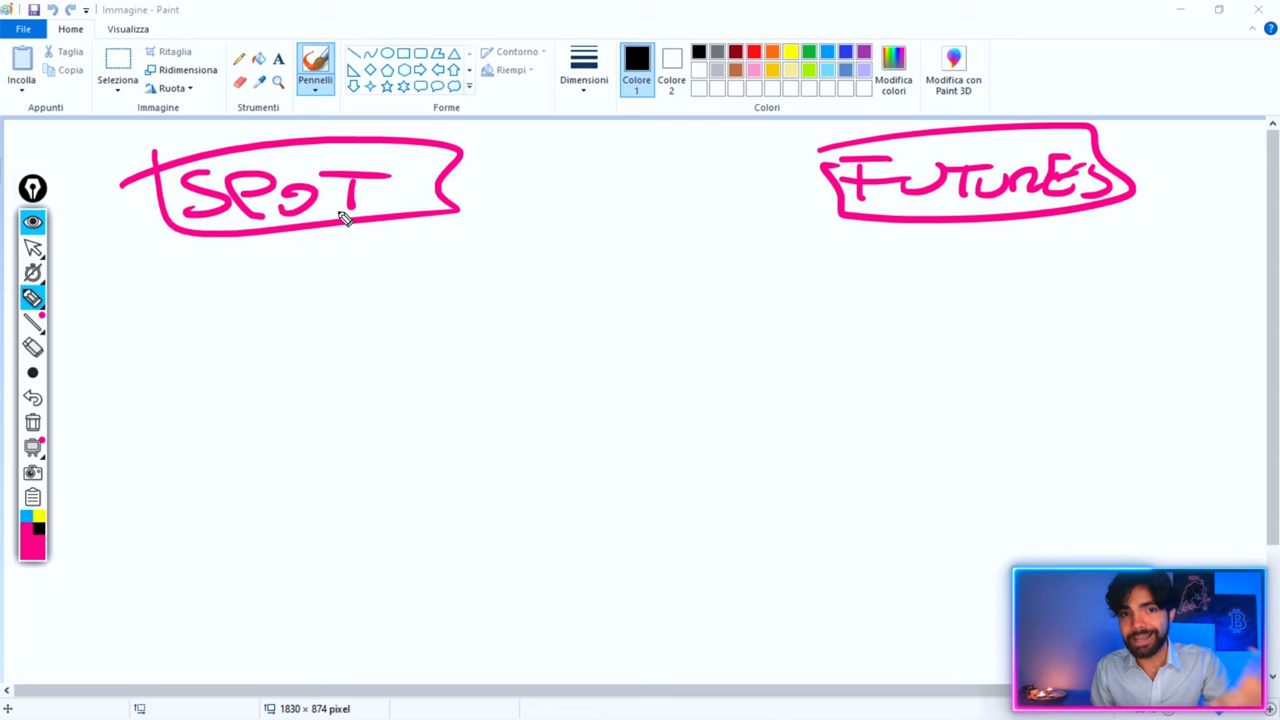 Immagine - Paint
File Home Visualizza
Incolla
Taglia
Copia
Appunti
Seleziona
Ritaglia
Ridimensiona
Ruota
Immagine
Strumenti
Pennelli
Contorno
Riempi
Forme
Dimensioni
Colore 1
Colore 2
Modifica colori
Colori
Modifica con Paint 3D
SPOT
FUTURES
1830 × 874 pixel